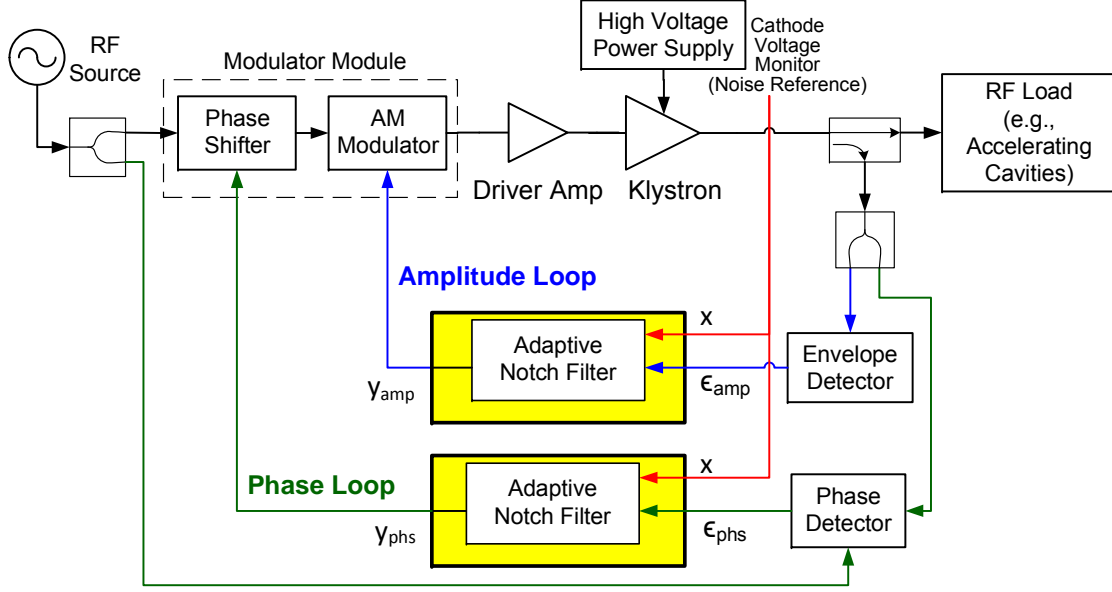 RF
Source
Modulator Module
Phase
Shifter
AM
Modulator
Driver Amp
Klystron
High Voltage
Power Supply
Cathode
Voltage
Monitor
(Noise Reference)
RF Load
(e.g.,
Accelerating
Cavities)
Amplitude Loop
Adaptive
Notch Filter
x
yamp
ϵamp
Envelope
Detector
Phase Loop
Adaptive
Notch Filter
x
yphs
ϵphs
Phase
Detector